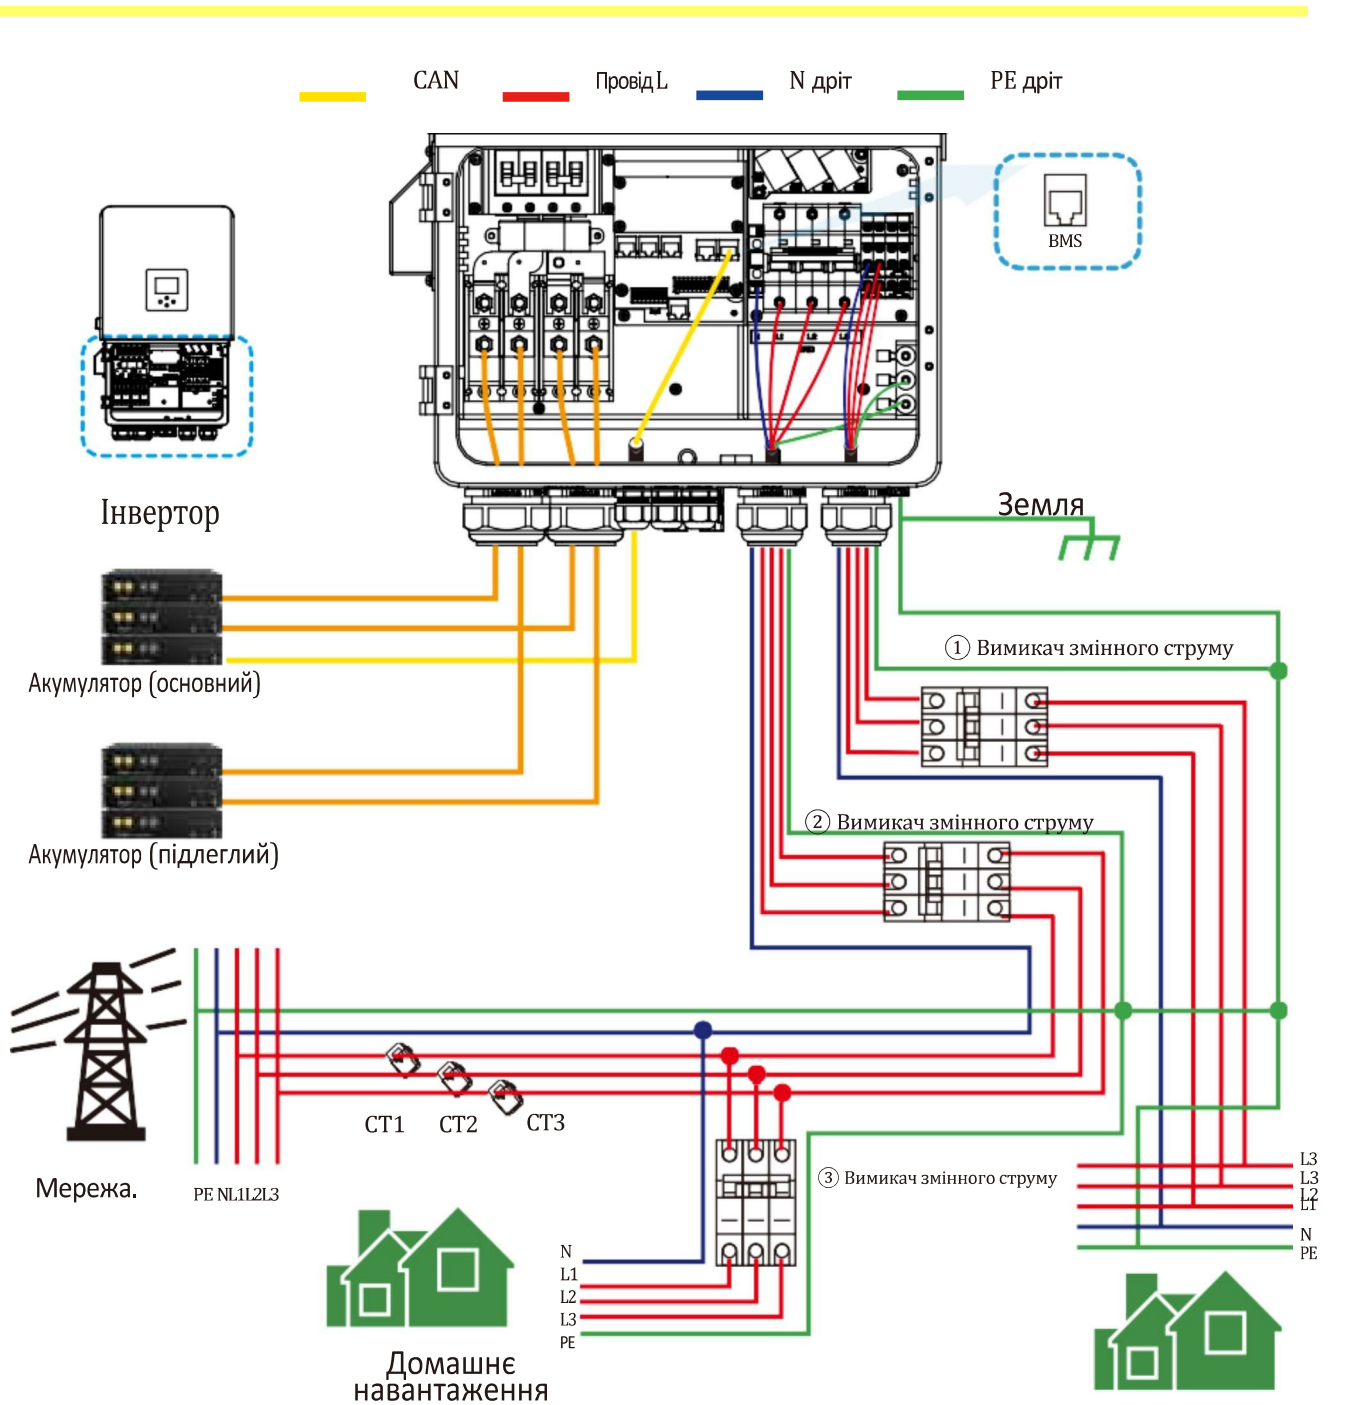 CAN
Провід L
N дріт
PE дріт
BMS
Інвертор
Земля
① Вимикач змінного струму
Акумулятор (основний)
② Вимикач змінного струму
Акумулятор (підлеглий)
CT1
CT2
CT3
③ Вимикач змінного струму
Мережа.
PE NL1L2L3
L3
L3
L2
L1
N
PE
N
L1
L2
L3
PE
Домашнє
навантаження